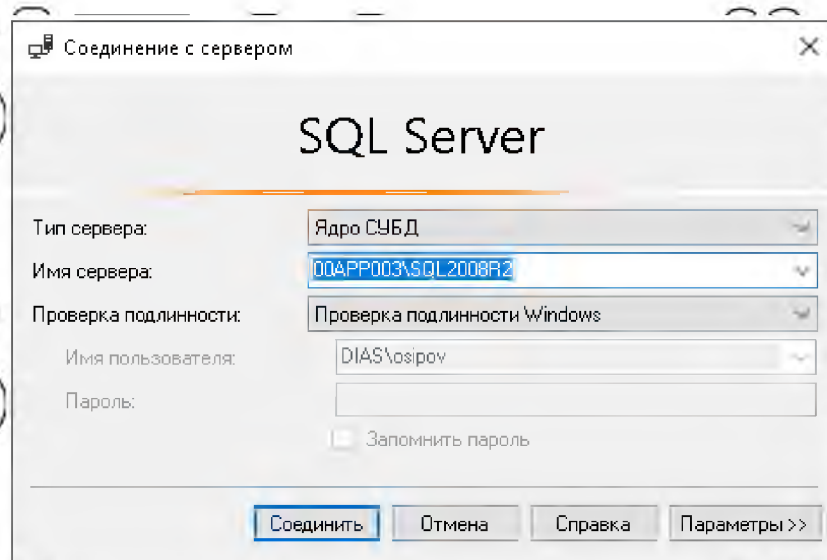 Соединение с сервером
SQL Server
Тип сервера: Ядро СУБД
Имя сервера: 00APP003\SQL2008R2
Проверка подлинности: Проверка подлинности Windows
Имя пользователя: DIAS\osipov
Пароль:
Запомнить пароль
Соединить Отмена Справка Параметры >>